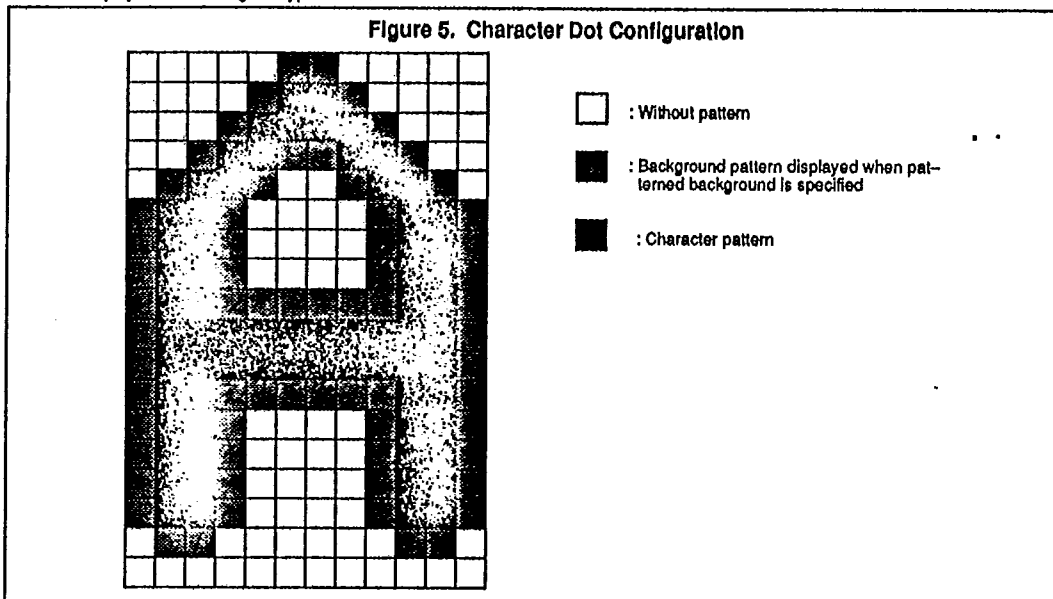 Figure 5. Character Dot Configuration
: Without pattern
: Background pattern displayed when pat–
terned background is specified
: Character pattern